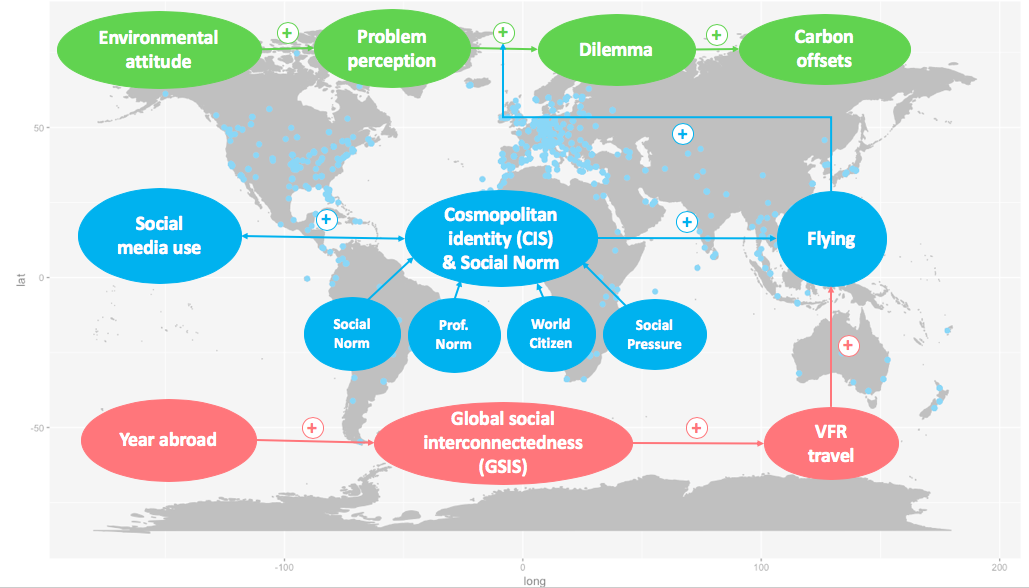 Environmental
attitude
+
Problem
perception
+
Dilemma
+
Carbon
offsets
50
+
Social
media use
+
Cosmopolitan
identity (CIS)
& Social Norm
+
Flying
lat
0
Social
Norm
Prof.
Norm
World
Citizen
Social
Pressure
+
-50
Year abroad
+
Global social
interconnectedness
(GSIS)
+
VFR
travel
-100
0
100
200
long